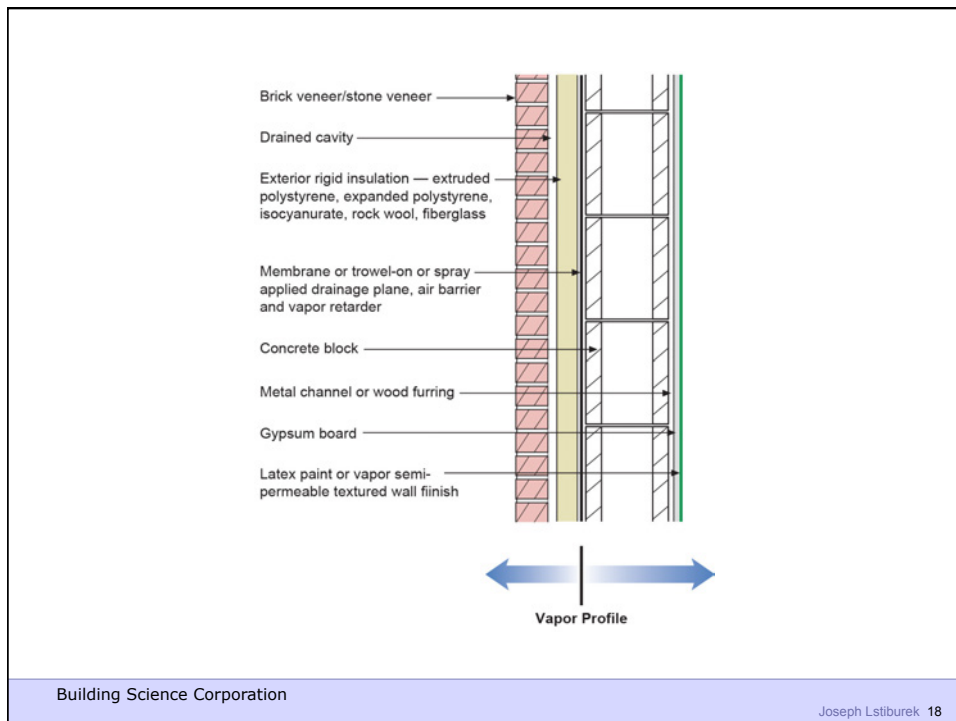 Brick veneer/stone veneer
Drained cavity
Exterior rigid insulation — extruded
polystyrene, expanded polystyrene,
isocyanurate, rock wool, fiberglass
Membrane or trowel-on or spray
applied drainage plane, air barrier
and vapor retarder
Concrete block
Metal channel or wood furring
Gypsum board
Latex paint or vapor semi-
permeable textured wall fiinish
Vapor Profile
Building Science Corporation
Joseph Lstiburek 18